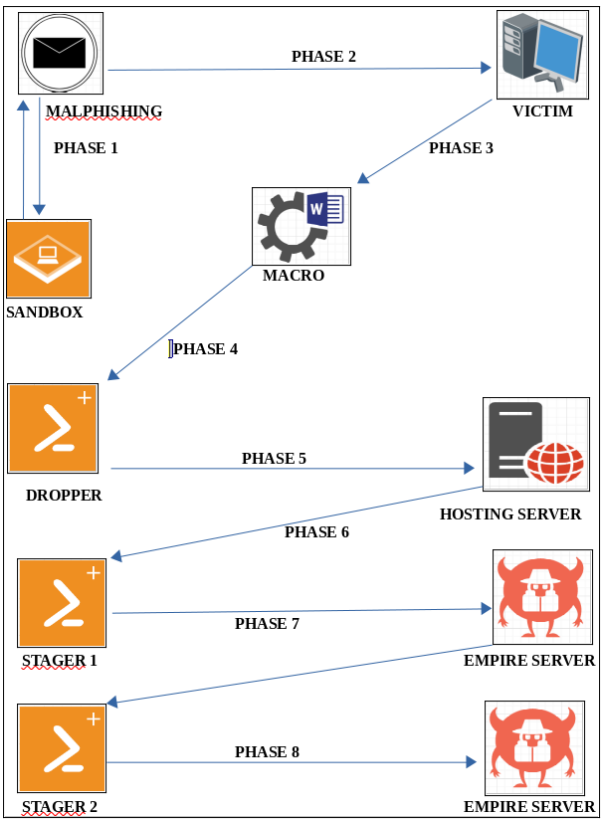 PHASE 2
MALPHISHING
VICTIM
PHASE 1
PHASE 3
W
MACRO
SANDBOX
PHASE 4
PHASE 5
DROPPER
HOSTING SERVER
PHASE 6
PHASE 7
STAGER 1
EMPIRE SERVER
PHASE 8
STAGER 2
EMPIRE SERVER